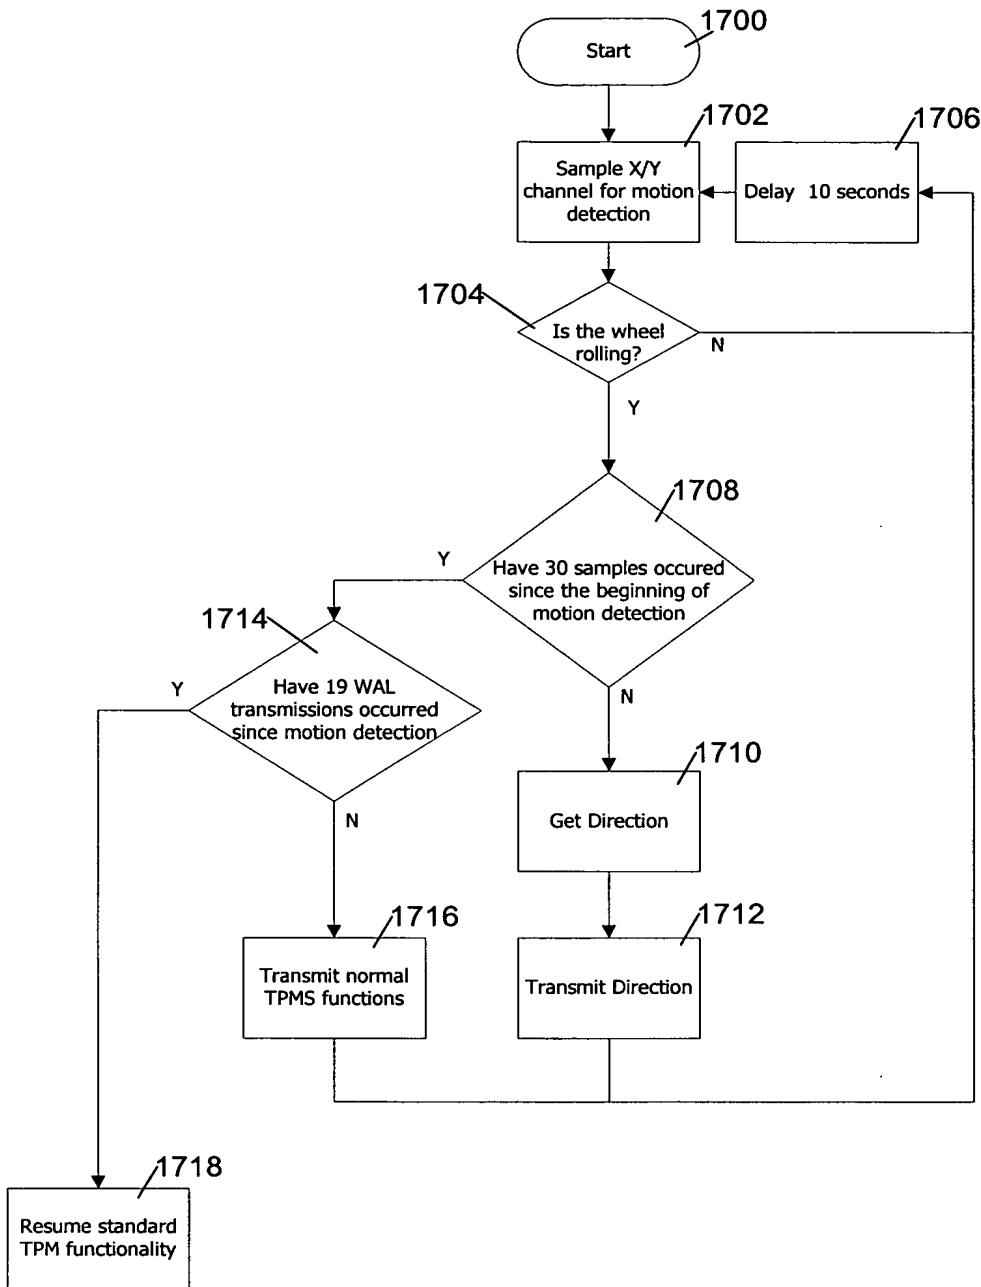 1700
Start
1702
1706
Sample X/Y
channel for motion
detection
Delay 10 seconds
1704
Is the wheel
rolling?
N
Y
1708
Have 30 samples occured
since the beginning of
motion detection
Y
N
1714
Have 19 WAL
transmissions occurred
since motion detection
Y
N
1710
Get Direction
1716
Transmit normal
TPMS functions
1712
Transmit Direction
1718
Resume standard
TPM functionality